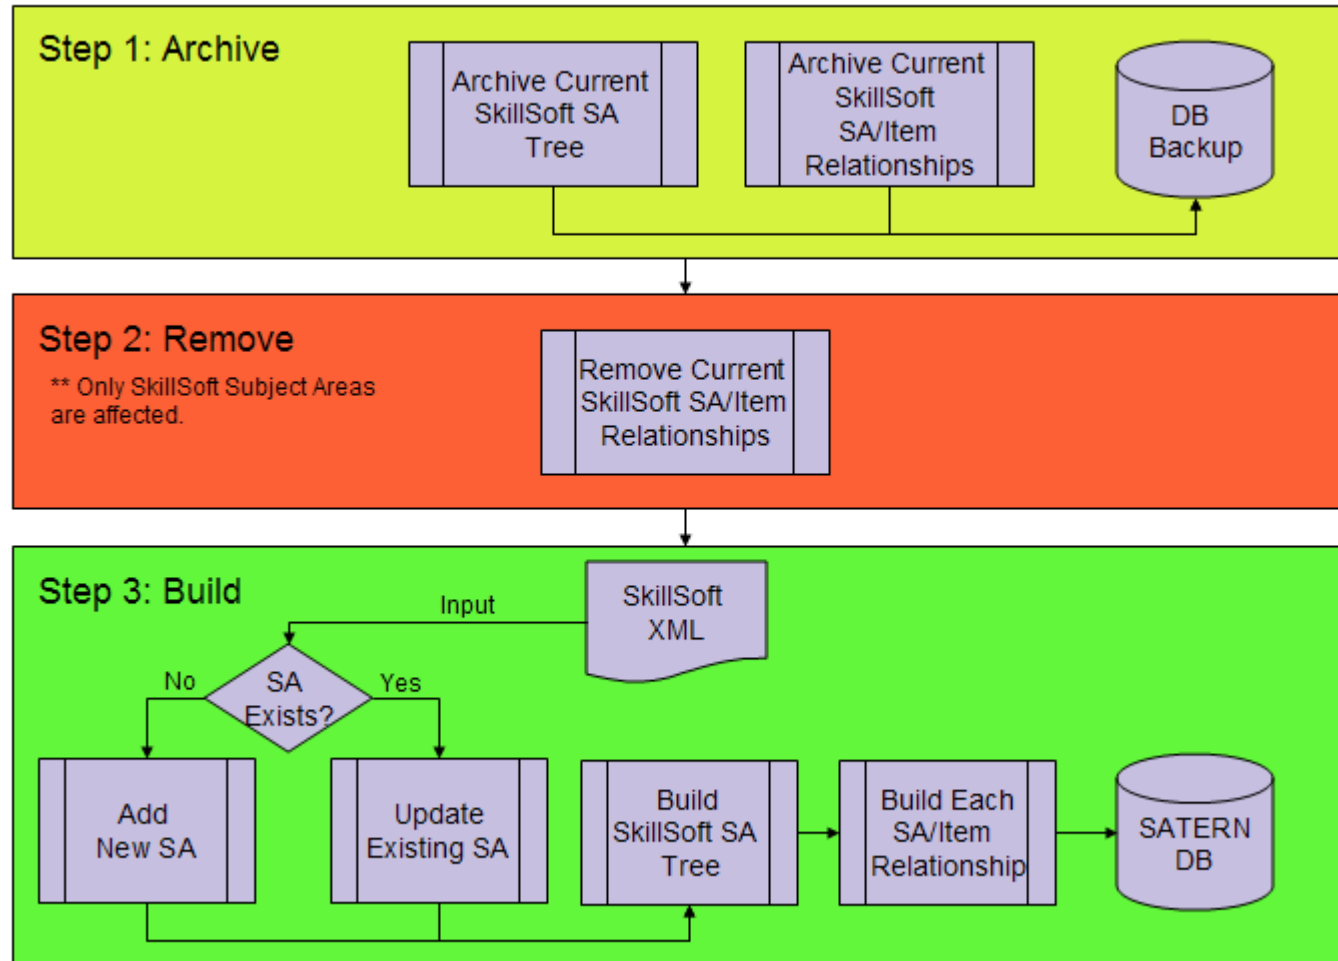 Step 1: Archive
Archive Current
SkillSoft SA
Tree
Archive Current
SkillSoft
SA/Item
Relationships
DB
Backup
Step 2: Remove
** Only SkillSoft Subject Areas
are affected.
Remove Current
SkillSoft SA/Item
Relationships
Step 3: Build
Input
SkillSoft
XML
No
SA
Exists?
Yes
Add
New SA
Update
Existing SA
Build
SkillSoft SA
Tree
Build Each
SA/Item
Relationship
SATERN
DB